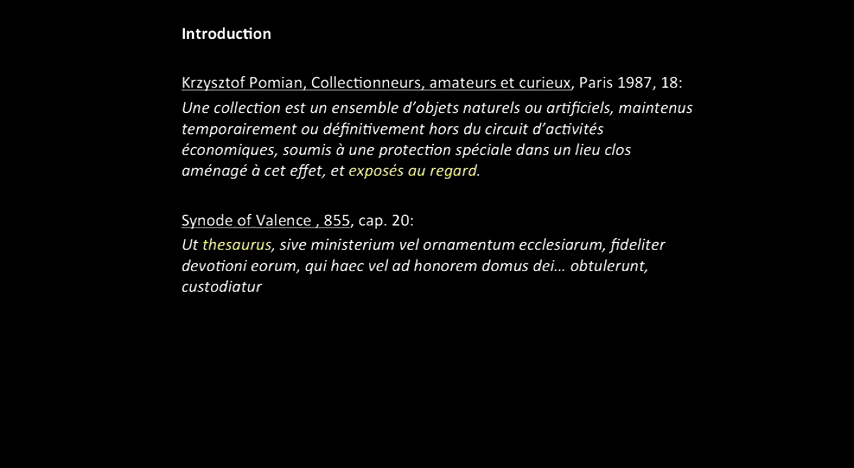 Introduction
Krzysztof Pomian, Collectionneurs, amateurs et curieux, Paris 1987, 18:
Une collection est un ensemble d’objets naturels ou artificiels, maintenus
temporairement ou définitivement hors du circuit d’activités
économiques, soumis à une protection spéciale dans un lieu clos
aménagé à cet effet, et exposés au regard.
Synode of Valence , 855, cap. 20:
Ut thesaurus, sive ministerium vel ornamentum ecclesiarum, fideliter
devotioni eorum, qui haec vel ad honorem domus dei... obtulerunt,
custodiatur